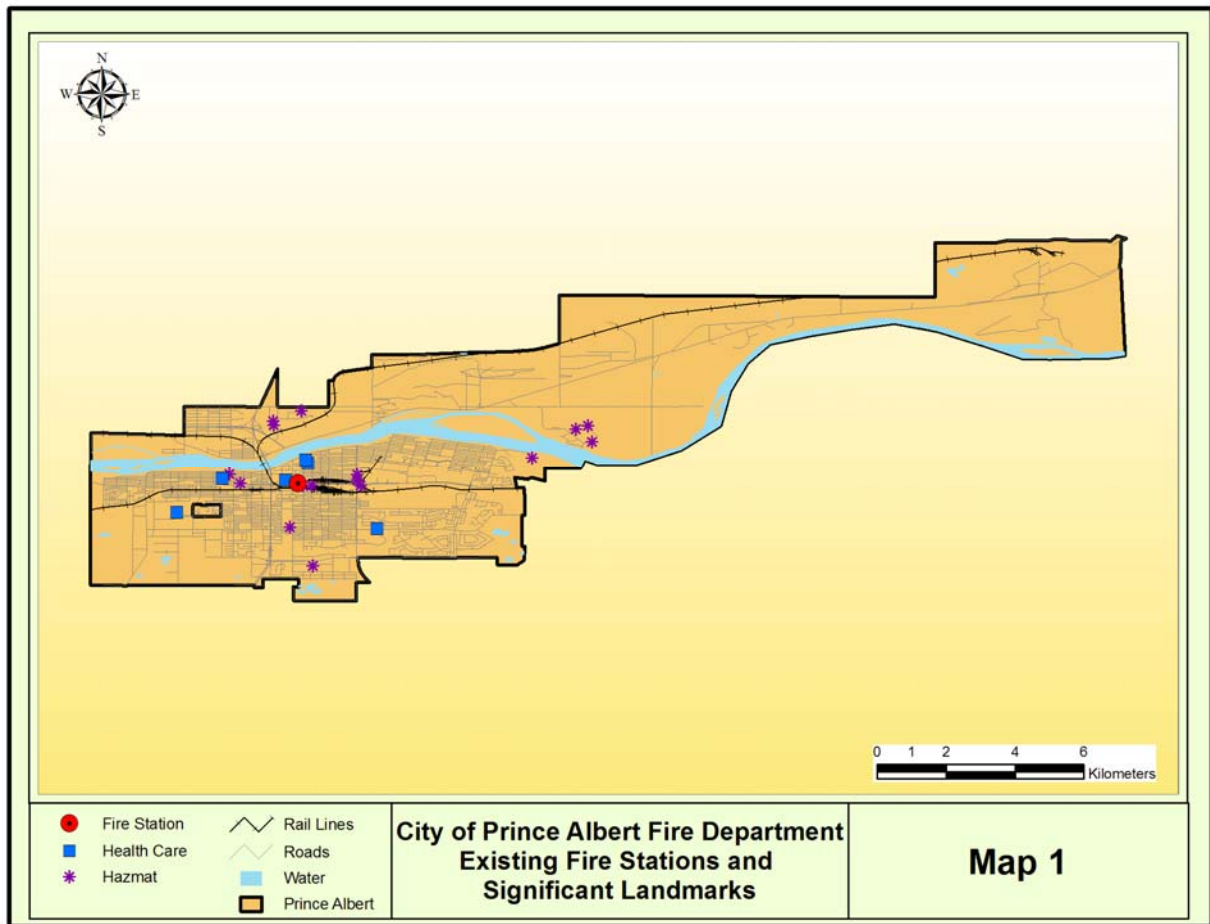 N
W E
S
0 1 2 4 6
Kilometers
Fire Station
Health Care
Hazmat
Rail Lines
Roads
Water
Prince Albert
City of Prince Albert Fire Department
Existing Fire Stations and
Significant Landmarks
Map 1